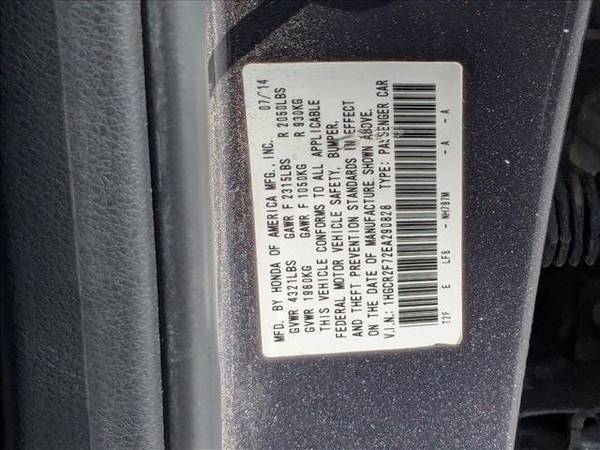 MFD. BY HONDA OF AMERICA MFG., INC. 07/'14
GVWR 4321LBS GAWR F 2315LBS R 2050LBS
GVWR 1960KG GAWR F 1050KG R 930KG
THIS VEHICLE CONFORMS TO ALL APPLICABLE
FEDERAL MOTOR VEHICLE SAFETY, BUMPER,
AND THEFT PREVENTION STANDARDS IN EFFECT
ON THE DATE OF MANUFACTURE SHOWN ABOVE.
V.I.N.: 1HGCR2F72EA290828 TYPE: PASSENGER CAR
T2F E LF6 NH797M - A - A